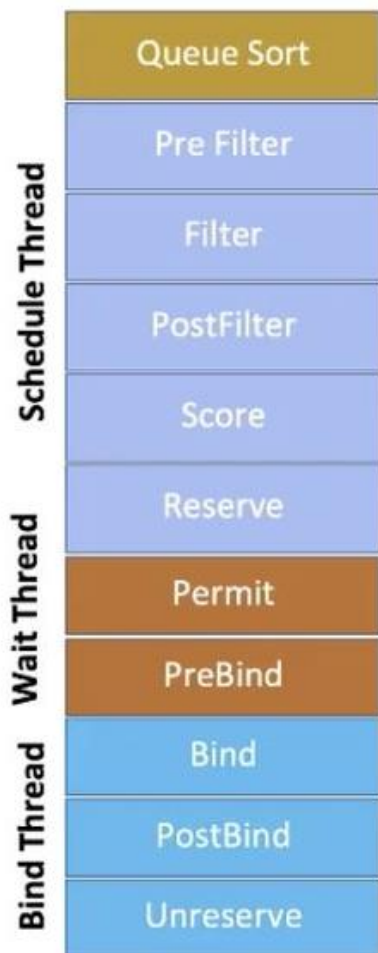 Queue Sort
Schedule Thread
Pre Filter
Filter
PostFilter
Score
Reserve
Wait Thread
Permit
PreBind
Bind Thread
Bind
PostBind
Unreserve